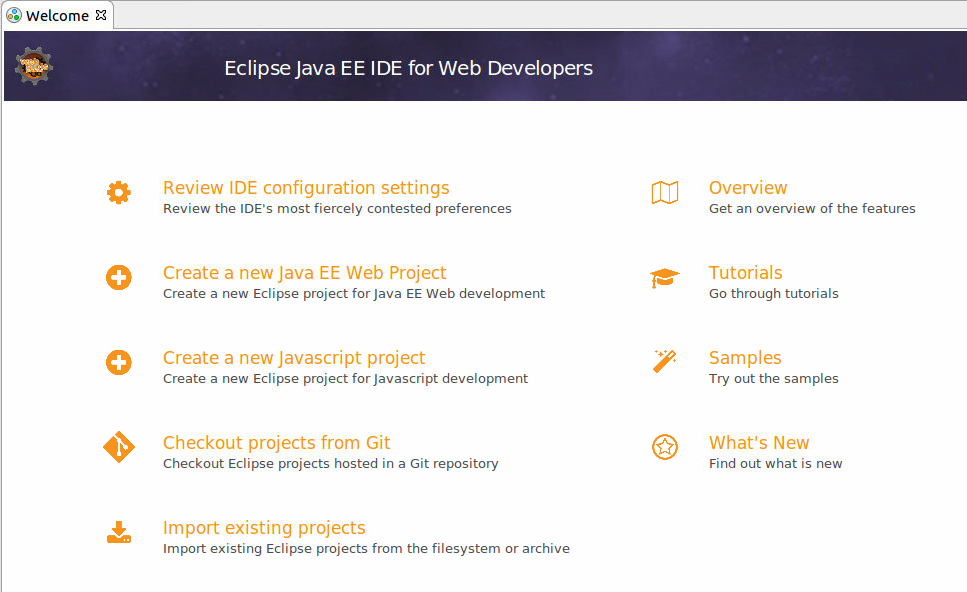 Welcome
Eclipse Java EE IDE for Web Developers
Review IDE configuration settings
Review the IDE's most fiercely contested preferences
Create a new Java EE Web Project
Create a new Eclipse project for Java EE Web development
Create a new Javascript project
Create a new Eclipse project for Javascript development
Checkout projects from Git
Checkout Eclipse projects hosted in a Git repository
Import existing projects
Import existing Eclipse projects from the filesystem or archive
Overview
Get an overview of the features
Tutorials
Go through tutorials
Samples
Try out the samples
What's New
Find out what is new